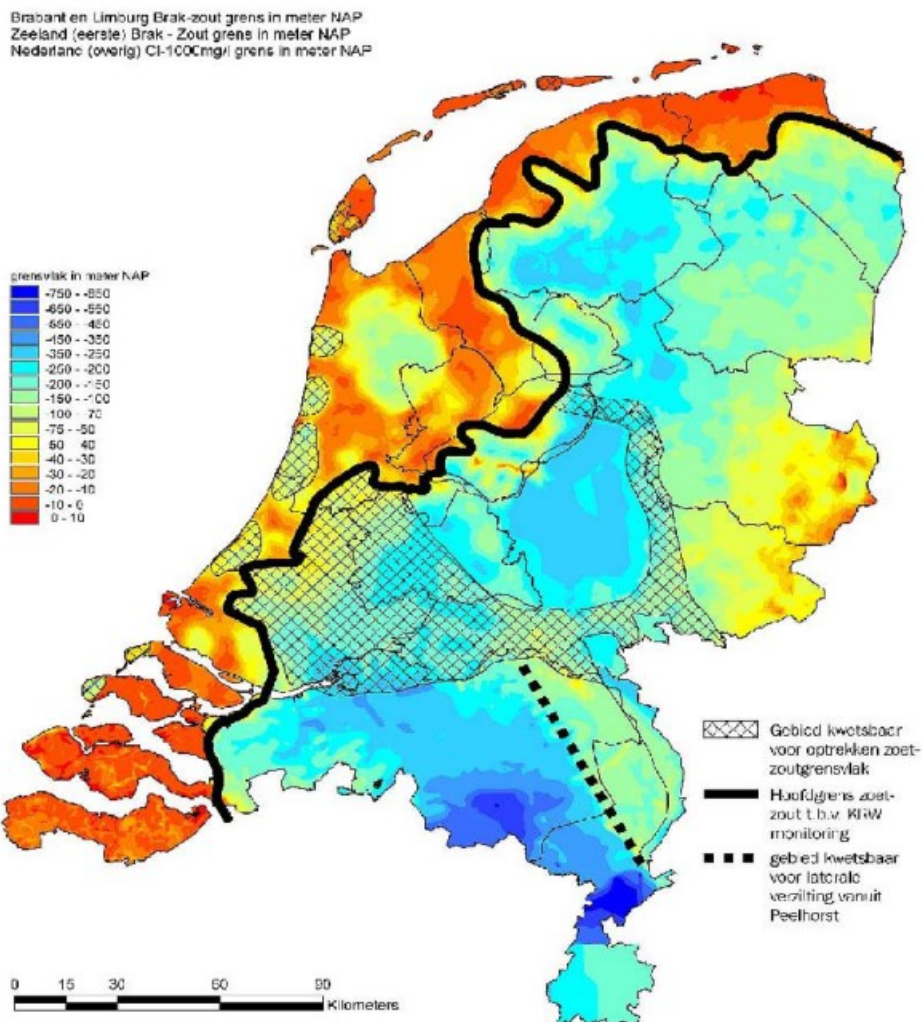 Brabant en Limburg Brak-zout grens in meter NAP
Zeeland (eerste) Brak - Zout grens in meter NAP
Nederland (overig) Cl-1000mg/l grens in meter NAP
grensvlak in meter NAP
-750 - -850
-650 - -550
-550 - -450
-450 - -350
-350 - -250
-250 - -200
-200 - -150
-150 - -100
100 - 70
-75 - -50
50 40
-40 - -30
-30 - -20
-20 - -10
-10 - 0
0 - 10
Gebied kwetsbaar
voor optrekken zoet-
zoutgrensvlak
Hoofdgrens zoet-
zout t.b.v. KRW
monitoring
gebied kwetsbaar
voor laterale
verzilting vanuit
Peelhorst
0 15 30 60 90
Kilometers